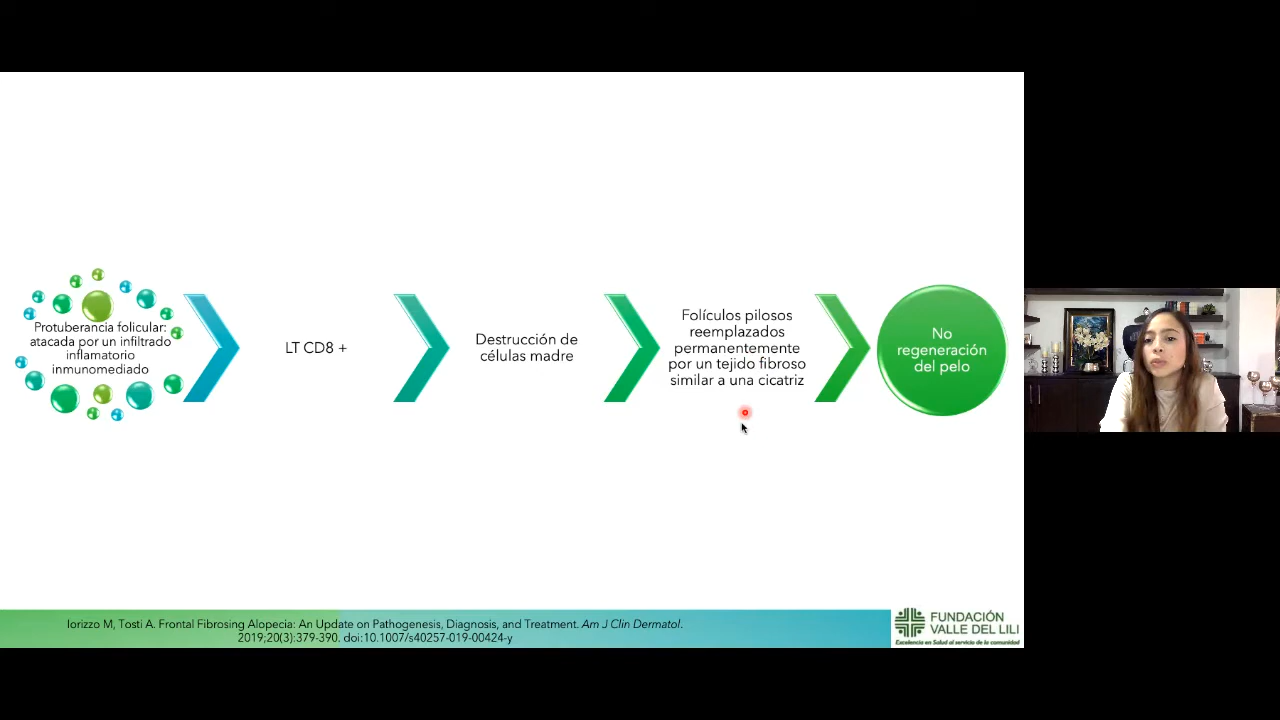 Protuberancia folicular:
atacada por un infiltrado
inflamatorio
inmunomediado
LT CD8 +
Destrucción de
células madre
Folículos pilosos
reemplazados
permanentemente
por un tejido fibroso
similar a una cicatriz
No
regeneración
del pelo
Iorizzo M, Tosti A. Frontal Fibrosing Alopecia: An Update on Pathogenesis, Diagnosis, and Treatment. Am J Clin Dermatol.
2019;20(3):379-390. doi:10.1007/s40257-019-00424-y
FUNDACIÓN
VALLE DEL LILI
Excelencia en Salud al servicio de la comunidad